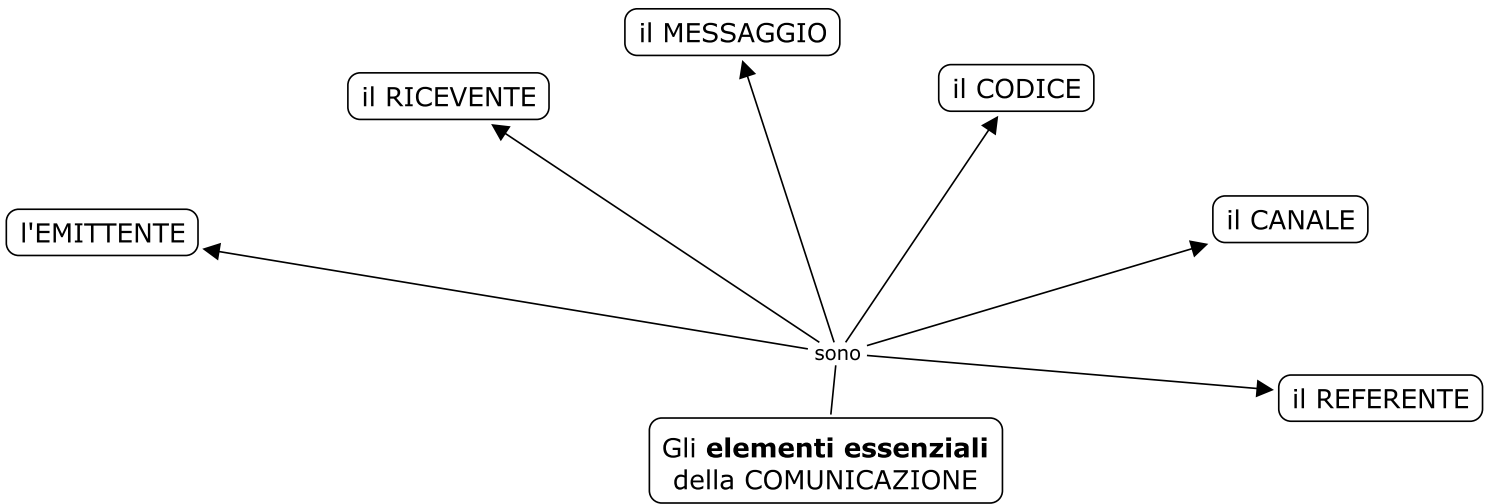 il MESSAGGIO
il CODICE
il RICEVENTE
il CANALE
l'EMITTENTE
sono
il REFERENTE
Gli elementi essenziali
della COMUNICAZIONE